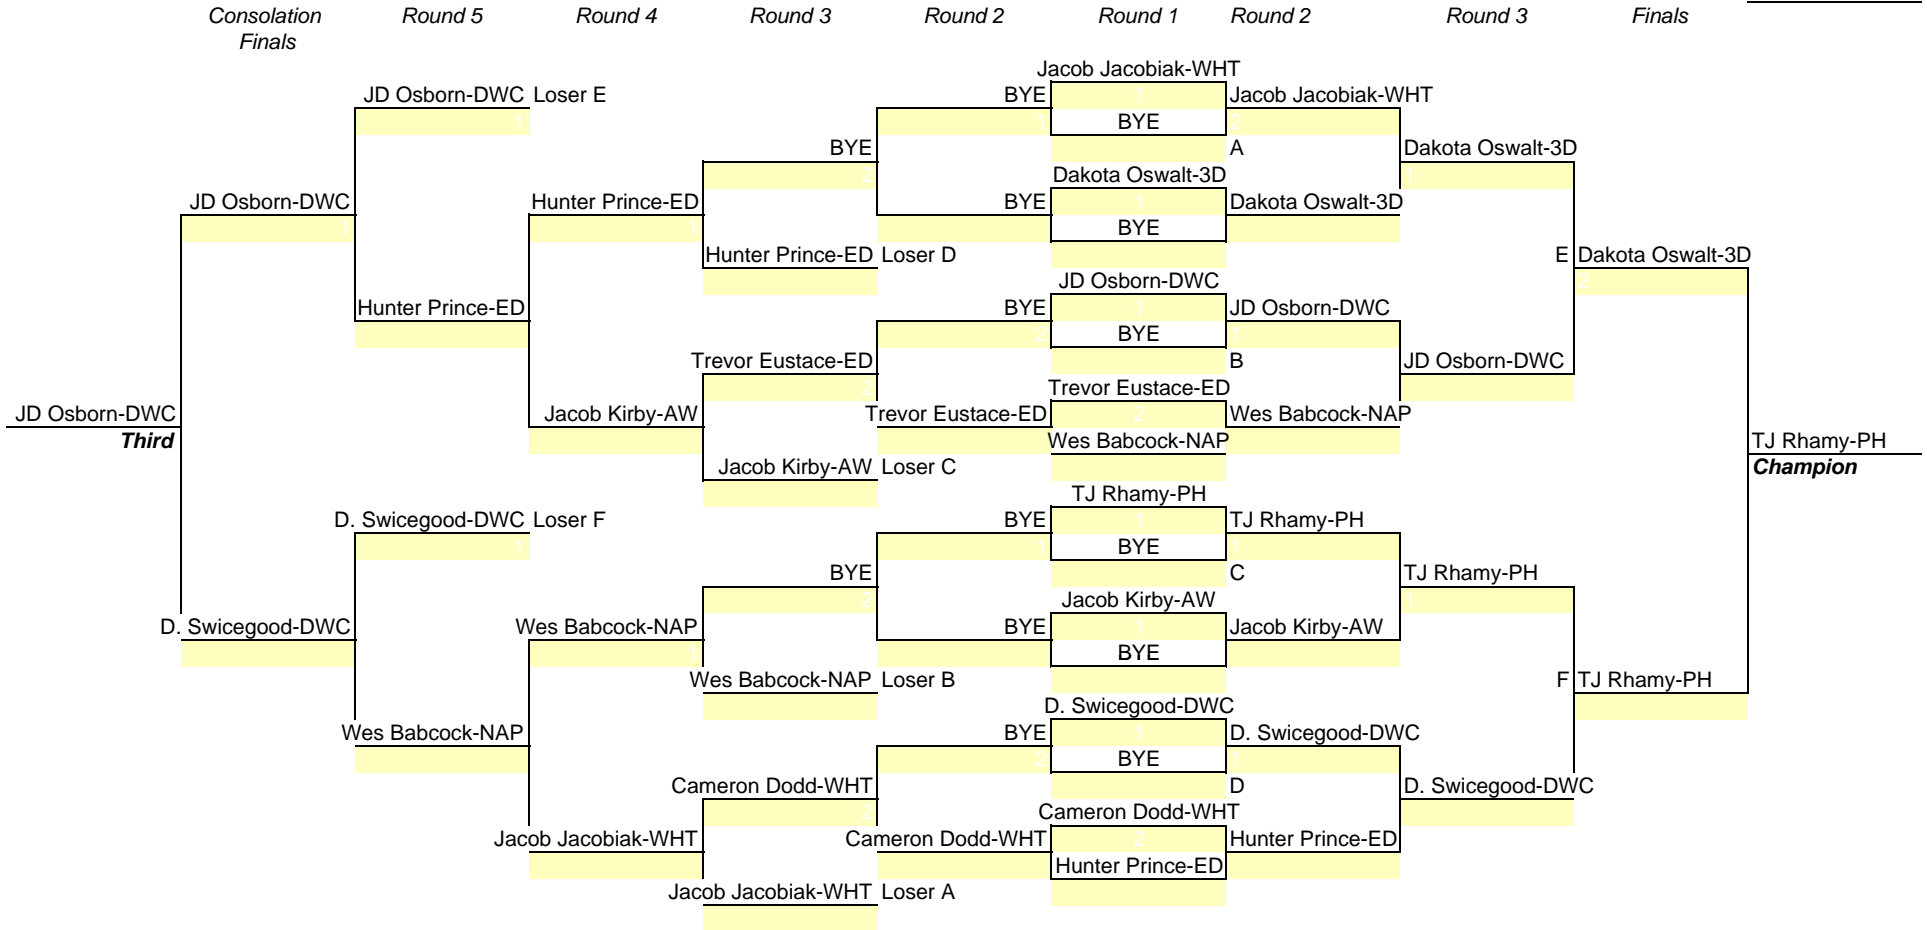 Consolation Finals
Round 5
Round 4
Round 3
Round 2
Round 1
Round 2
Round 3
Finals
Jacob Jacobiak-WHT
JD Osborn-DWC Loser E
BYE
1
Jacob Jacobiak-WHT
1
1
BYE
2
BYE
A
Dakota Oswalt-3D
2
Dakota Oswalt-3D
1
JD Osborn-DWC
Hunter Prince-ED
BYE
1
Dakota Oswalt-3D
1
1
BYE
Hunter Prince-ED Loser D
E
Dakota Oswalt-3D
JD Osborn-DWC
2
Hunter Prince-ED
BYE
1
JD Osborn-DWC
2
BYE
1
Trevor Eustace-ED
B
JD Osborn-DWC
2
Trevor Eustace-ED
JD Osborn-DWC
Third
Jacob Kirby-AW
Trevor Eustace-ED
2
Wes Babcock-NAP
Wes Babcock-NAP
TJ Rhamy-PH
Champion
Jacob Kirby-AW Loser C
TJ Rhamy-PH
D. Swicegood-DWC Loser F
BYE
1
TJ Rhamy-PH
1
1
BYE
1
BYE
C
TJ Rhamy-PH
2
Jacob Kirby-AW
1
D. Swicegood-DWC
Wes Babcock-NAP
BYE
1
Jacob Kirby-AW
1
BYE
Wes Babcock-NAP Loser B
F
TJ Rhamy-PH
D. Swicegood-DWC
Wes Babcock-NAP
BYE
1
D. Swicegood-DWC
2
BYE
1
Cameron Dodd-WHT
D
D. Swicegood-DWC
2
Cameron Dodd-WHT
Jacob Jacobiak-WHT
Cameron Dodd-WHT
2
Hunter Prince-ED
Hunter Prince-ED
Jacob Jacobiak-WHT Loser A